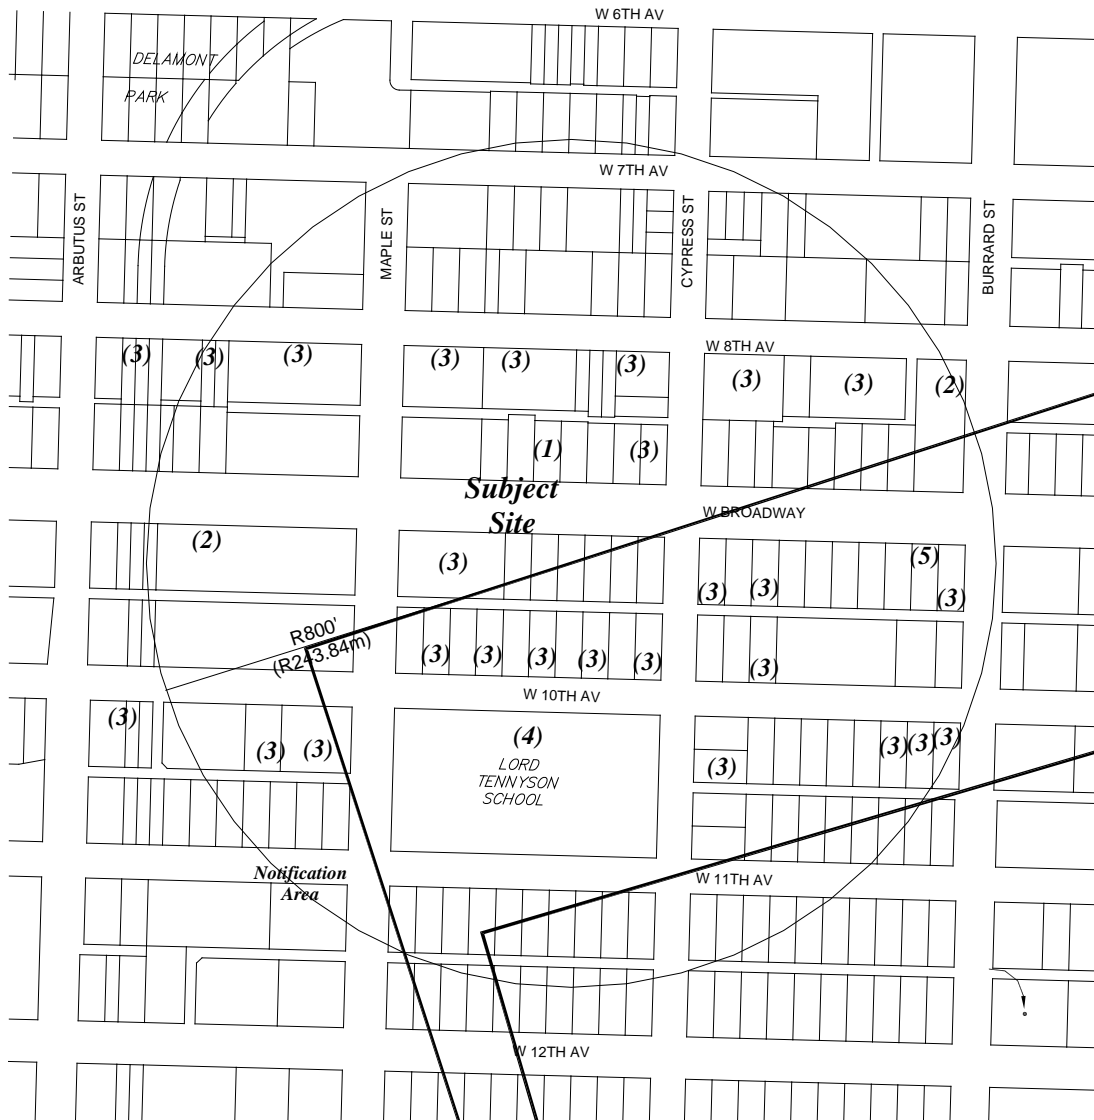 W 6TH AV
DELAMONT
PARK
W 7TH AV
ARBUTUS ST
MAPLE ST
CYPRESS ST
BURRARD ST
W 8TH AV
(3)
(3)
(3)
(3)
(3)
(3)
(3)
(3)
(2)
(1)
(3)
Subject
Site
W BROADWAY
(2)
(3)
(5)
(3)
(3)
(3)
R800'
(R243.84m)
(3)
(3)
(3)
(3)
(3)
(3)
W 10TH AV
(3)
(3)
(3)
(4)
LORD
TENNYSON
SCHOOL
(3)
(3)
(3)
(3)
Notification
Area
W 11TH AV
W 12TH AV